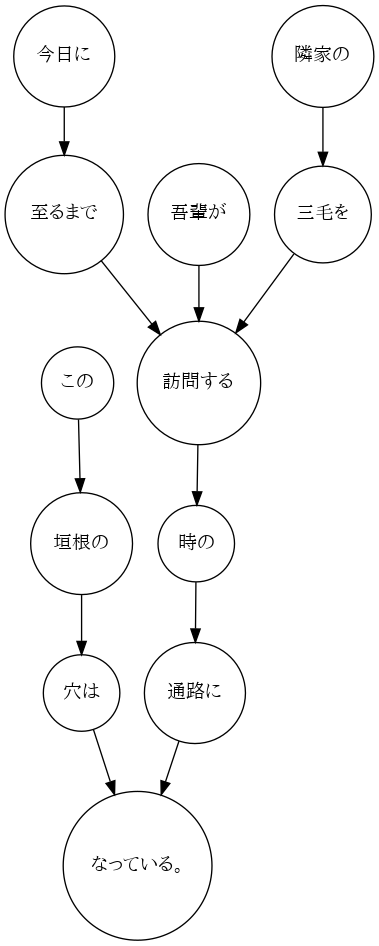 今日に
隣家の
至るまで
吾輩が
三毛を
この
訪問する
垣根の
時の
穴は
通路に
なっている。